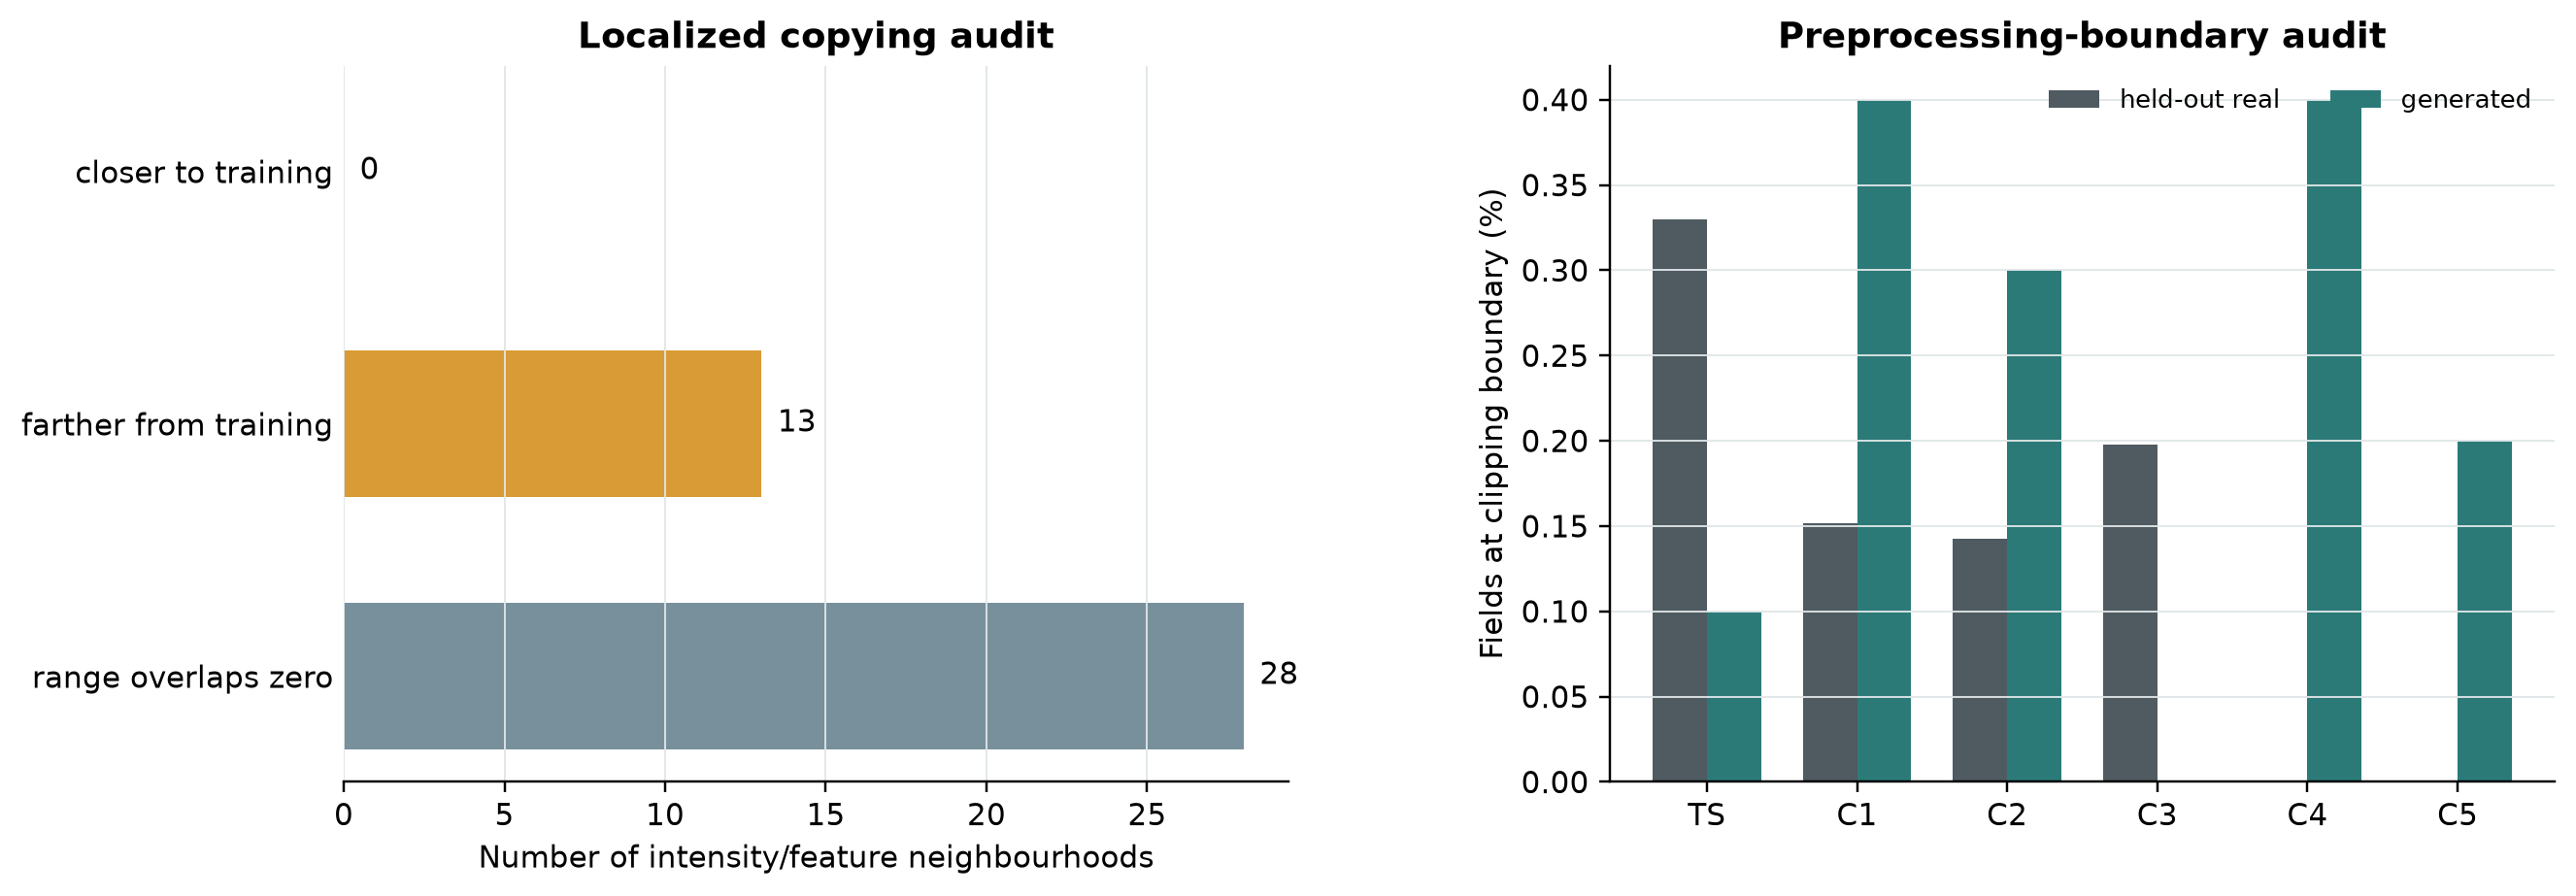 Localized copying audit
closer to training
0
farther from training
13
range overlaps zero
28
0 5 10 15 20 25
Number of intensity/feature neighbourhoods
Preprocessing-boundary audit
held-out real generated
Fields at clipping boundary (%)
0.40
0.35
0.30
0.25
0.20
0.15
0.10
0.05
0.00
TS C1 C2 C3 C4 C5